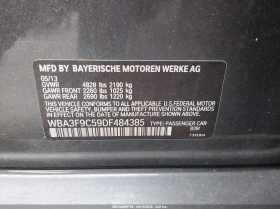 MFD BY BAYERISCHE MOTOREN WERKE AG
05/13
GVWR 4828 lbs 2190 kg
GAWR FRONT 2260 lbs 1025 kg
GAWR REAR 2690 lbs 1220 kg
THIS VEHICLE CONFORMS TO ALL APPLICABLE
U.S. FEDERAL MOTOR VEHICLE SAFETY, BUMPER,
AND THEFT PREVENTION STANDARDS IN EFFECT ON
THE DATE OF MANUFACTURE SHOWN ABOVE.
WBA3F9C59DF484385 TYPE: PASSENGER CAR